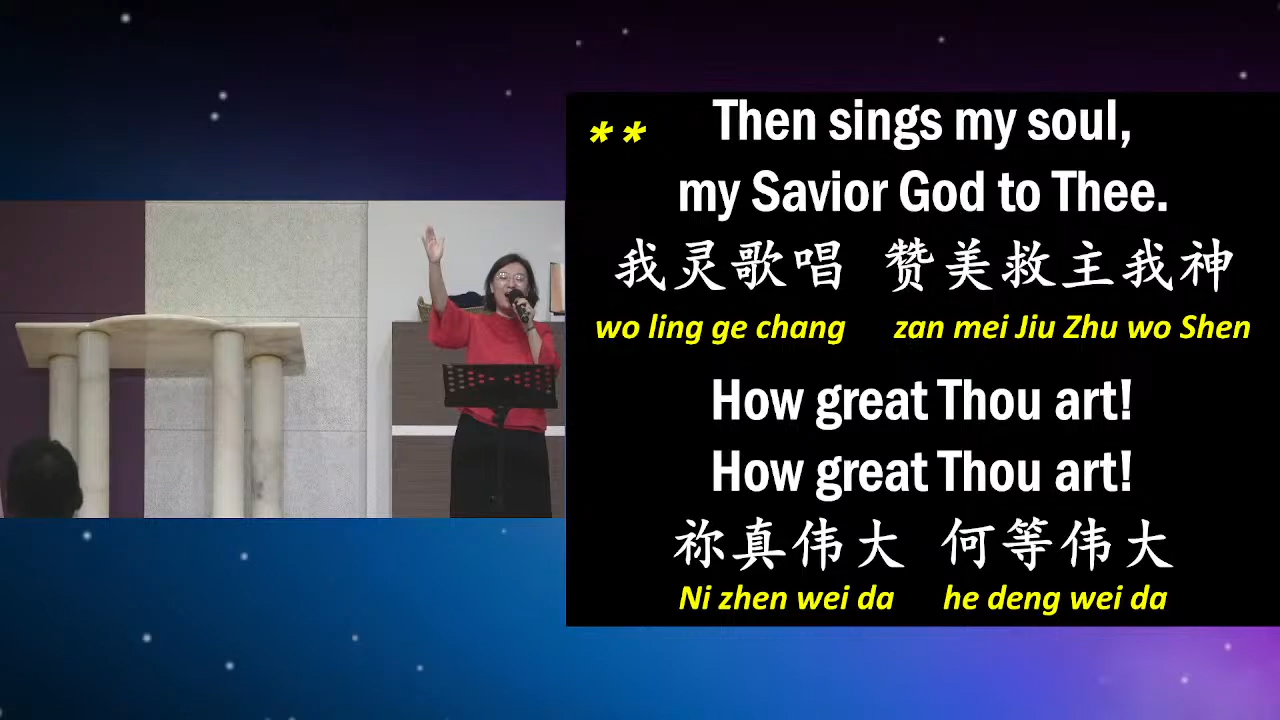 ** Then sings my soul,
my Savior God to Thee.
我灵歌唱 赞美救主我神
wo ling ge chang zan mei Jiu Zhu wo Shen
How great Thou art!
How great Thou art!
祢真伟大 何等伟大
Ni zhen wei da he deng wei da